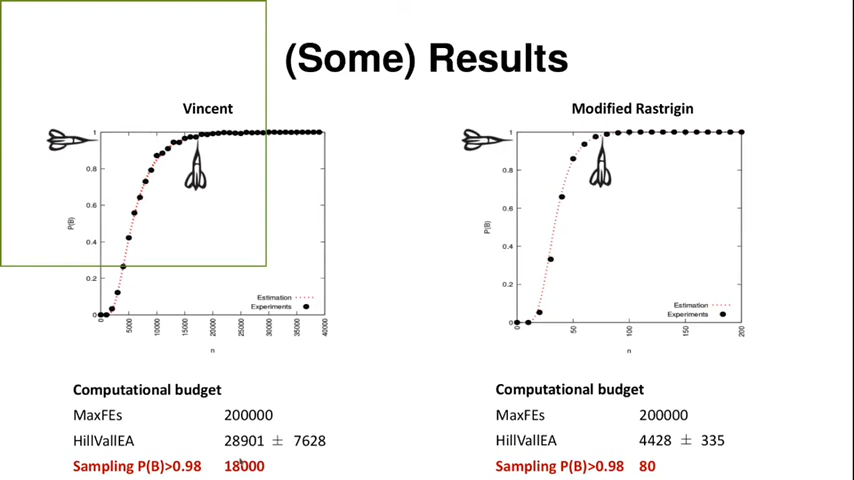 (Some) Results
Vincent
1
0.8
0.6
0.4
0.2
0
P(B)
0
5000
10000
15000
20000
25000
30000
35000
40000
n
Estimation
Experiments
Computational budget
MaxFEs 200000
HillVallEA 28901 ± 7628
Sampling P(B)>0.98 18000
Modified Rastrigin
1
0.8
0.6
0.4
0.2
0
P(B)
0
50
100
150
200
n
Estimation
Experiments
Computational budget
MaxFEs 200000
HillVallEA 4428 ± 335
Sampling P(B)>0.98 80